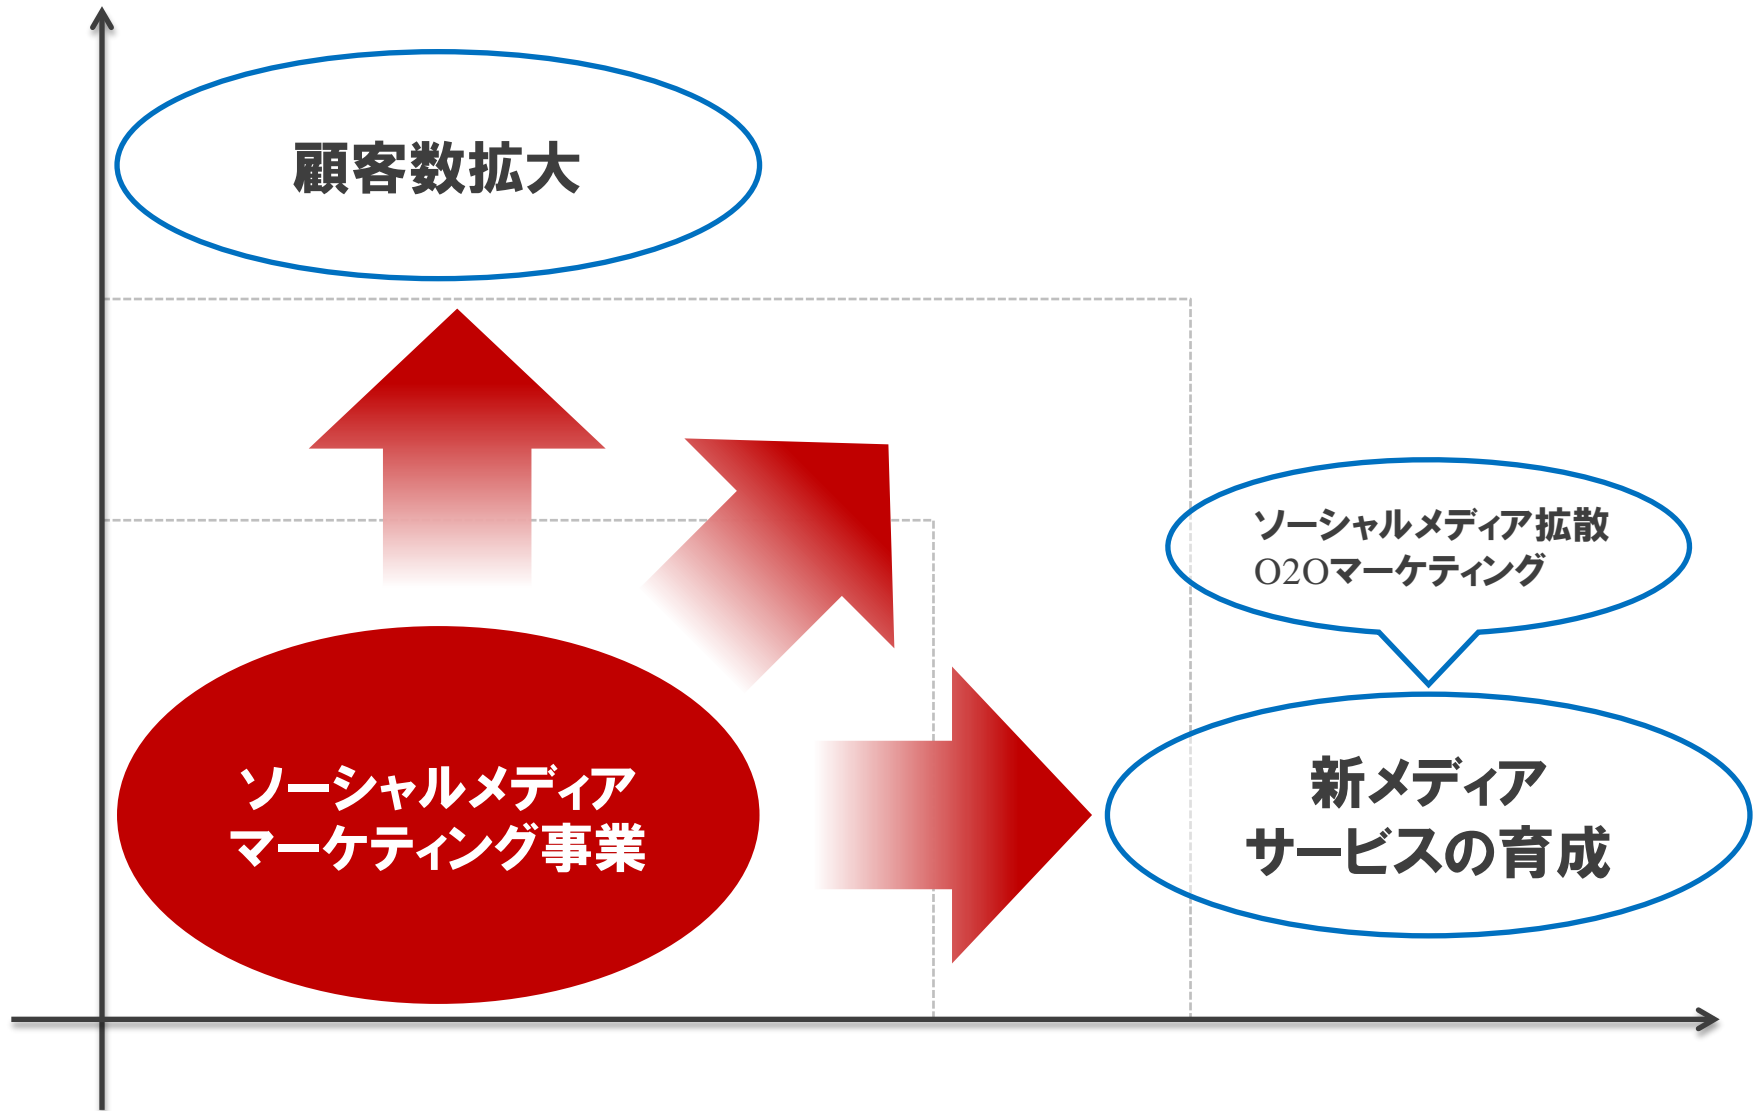 顧客数拡大
ソーシャルメディア拡散
O2Oマーケティング
ソーシャルメディア
マーケティング事業
新メディア
サービスの育成